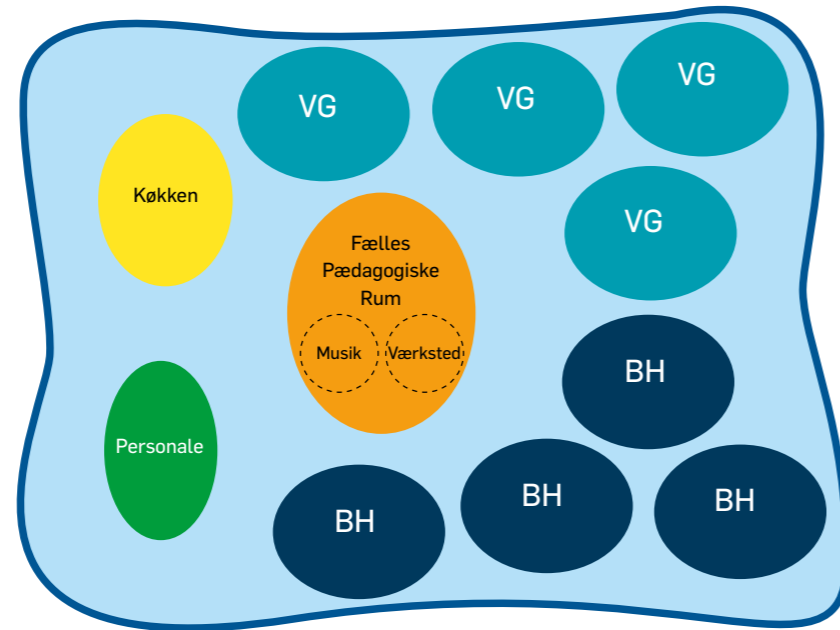 VG
VG
VG
Køkken
VG
Fælles
Pædagogiske
Rum
Musik
Værksted
BH
Personale
BH
BH
BH